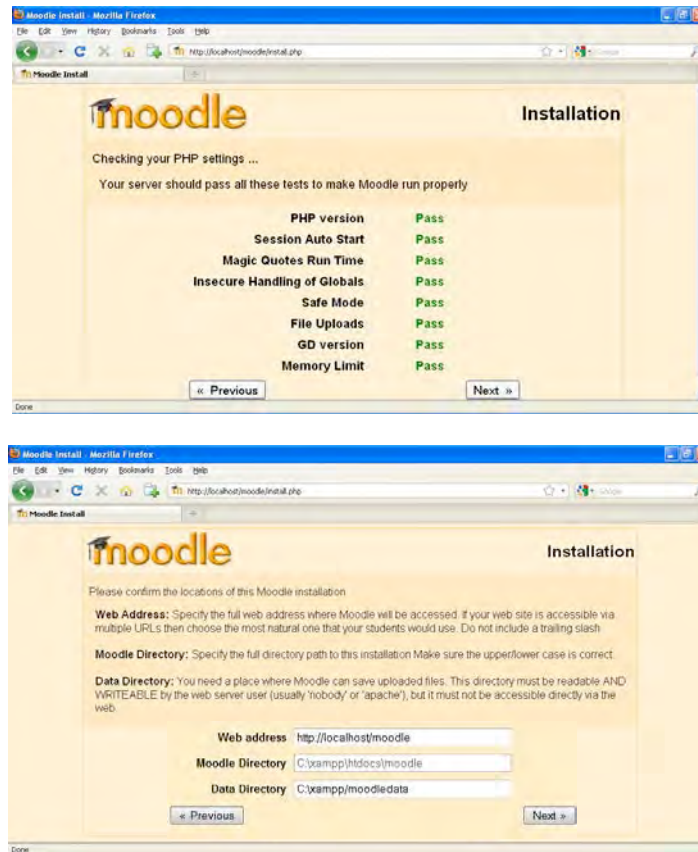 Moodle Install - Mozilla Firefox
File Edit View History Bookmarks Tools Help
http://localhost/moodle/install.php
Moodle Install
moodle
Installation
Checking your PHP settings ...
Your server should pass all these tests to make Moodle run properly
PHP version Pass
Session Auto Start Pass
Magic Quotes Run Time Pass
Insecure Handling of Globals Pass
Safe Mode Pass
File Uploads Pass
GD version Pass
Memory Limit Pass
« Previous Next »
Done
Moodle Install - Mozilla Firefox
File Edit View History Bookmarks Tools Help
http://localhost/moodle/install.php
Moodle Install
moodle
Installation
Please confirm the locations of this Moodle installation
Web Address: Specify the full web address where Moodle will be accessed. If your web site is accessible via
multiple URLs then choose the most natural one that your students would use. Do not include a trailing slash
Moodle Directory: Specify the full directory path to this installation Make sure the upper/lower case is correct.
Data Directory: You need a place where Moodle can save uploaded files. This directory must be readable AND
WRITEABLE by the web server user (usually 'nobody' or 'apache'), but it must not be accessible directly via the
web.
Web address http://localhost/moodle
Moodle Directory C:\xampp\htdocs\moodle
Data Directory C:\xampp/moodledata
« Previous Next »
Done